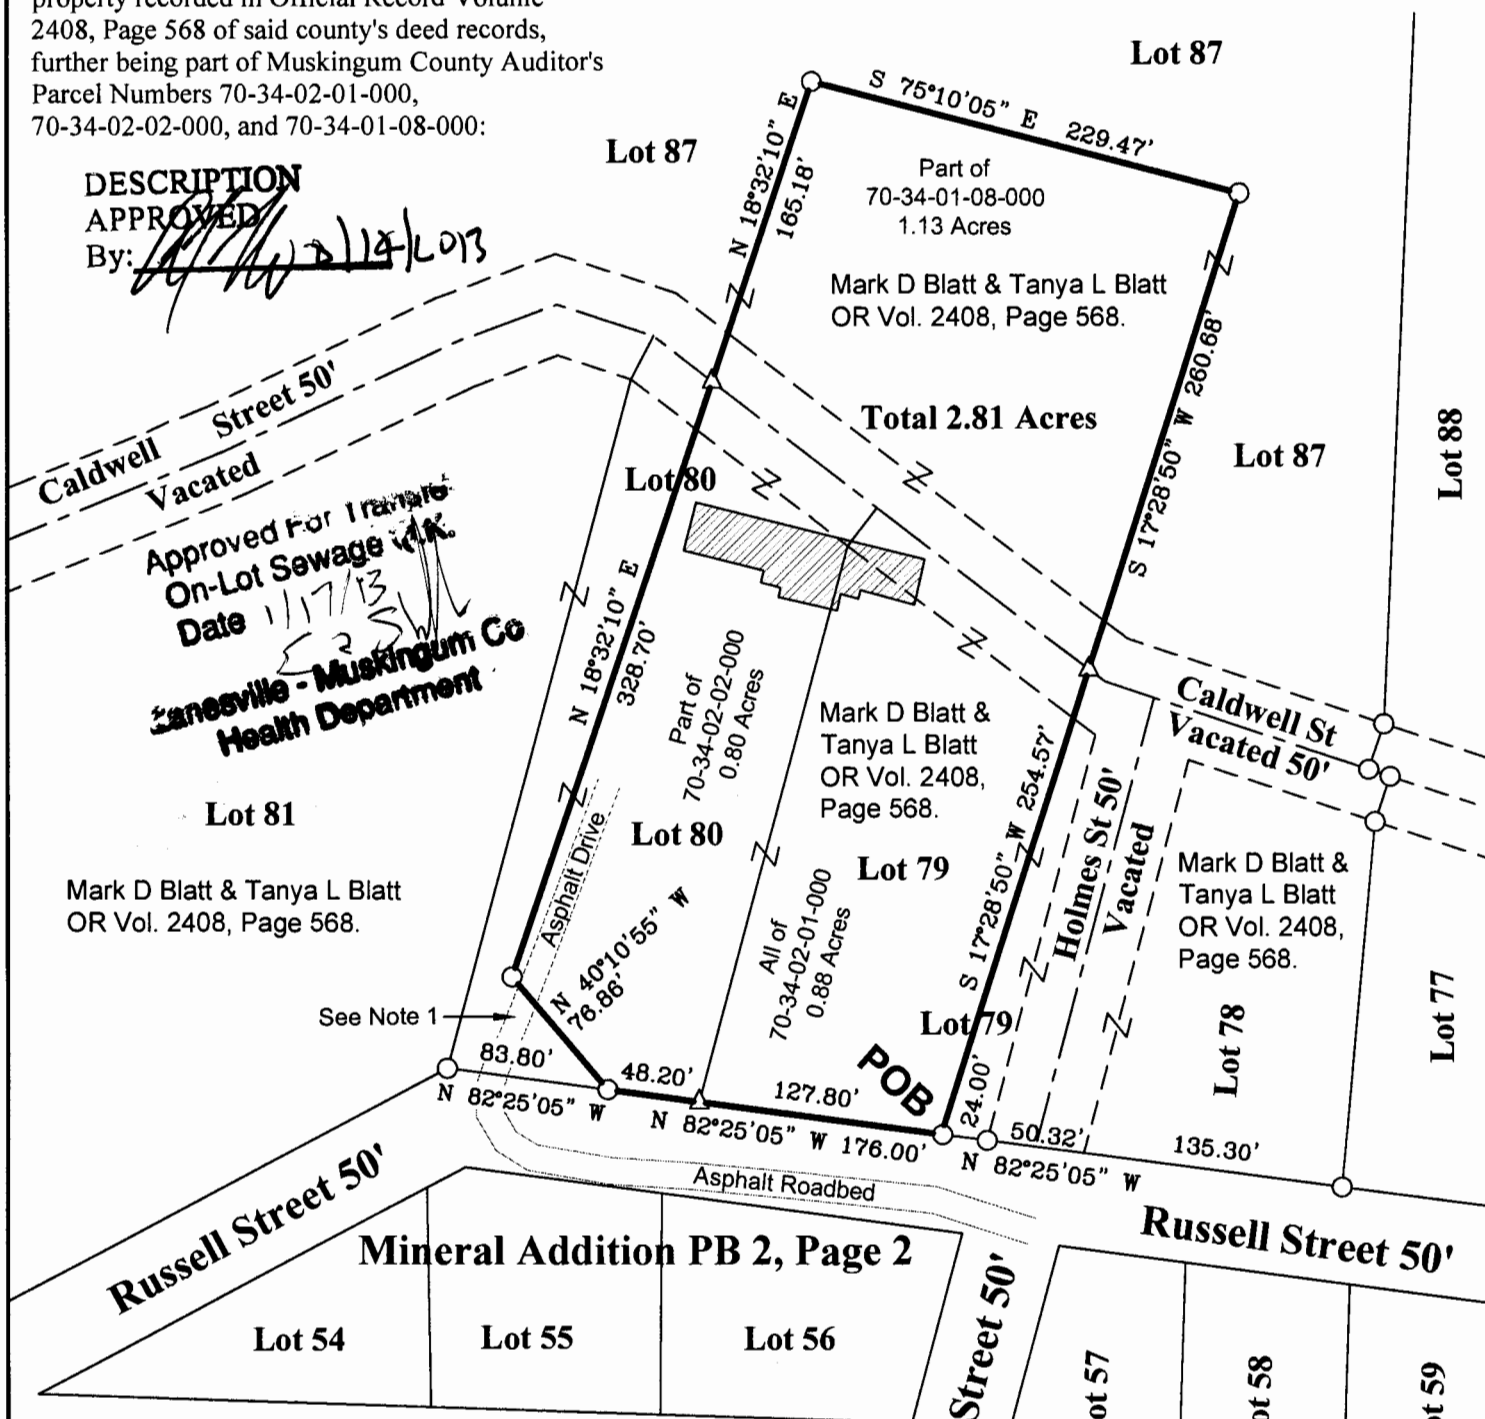 property recorded in Official Record Volume
2408, Page 568 of said county's deed records,
further being part of Muskingum County Auditor's
Parcel Numbers 70-34-02-01-000,
70-34-02-02-000, and 70-34-01-08-000:
DESCRIPTION
APPROVED
By:
Lot 87
Lot 87
S 75°10'05" E 229.47'
N 18°32'10" E
165.18'
Part of
70-34-01-08-000
1.13 Acres
Mark D Blatt & Tanya L Blatt
OR Vol. 2408, Page 568.
S 17°28'50" W 260.68'
Total 2.81 Acres
Lot 87
Lot 88
Caldwell Street 50'
Vacated
Approved For Transfer
On-Lot Sewage
Date 1/17/13
Zanesville - Muskingum Co
Health Department
Lot 80
N 18°32'10" E
328.70'
Part of
70-34-02-02-000
0.80 Acres
Mark D Blatt &
Tanya L Blatt
OR Vol. 2408,
Page 568.
S 17°28'50" W 254.57'
Caldwell St
Vacated 50'
Holmes St 50'
Vacated
Lot 81
Mark D Blatt & Tanya L Blatt
OR Vol. 2408, Page 568.
Asphalt Drive
Lot 80
Lot 79
Mark D Blatt &
Tanya L Blatt
OR Vol. 2408,
Page 568.
N 40°10'55" W
76.86'
All of
70-34-02-01-000
0.88 Acres
See Note 1
Lot 79
Lot 78
Lot 77
POB
83.80'
N 82°25'05" W
48.20'
127.80'
N 82°25'05" W 176.00'
24.00'
50.32'
135.30'
N 82°25'05" W
Asphalt Roadbed
Russell Street 50'
Russell Street 50'
Mineral Addition PB 2, Page 2
Lot 54
Lot 55
Lot 56
Street 50'
ot 57
ot 58
ot 59